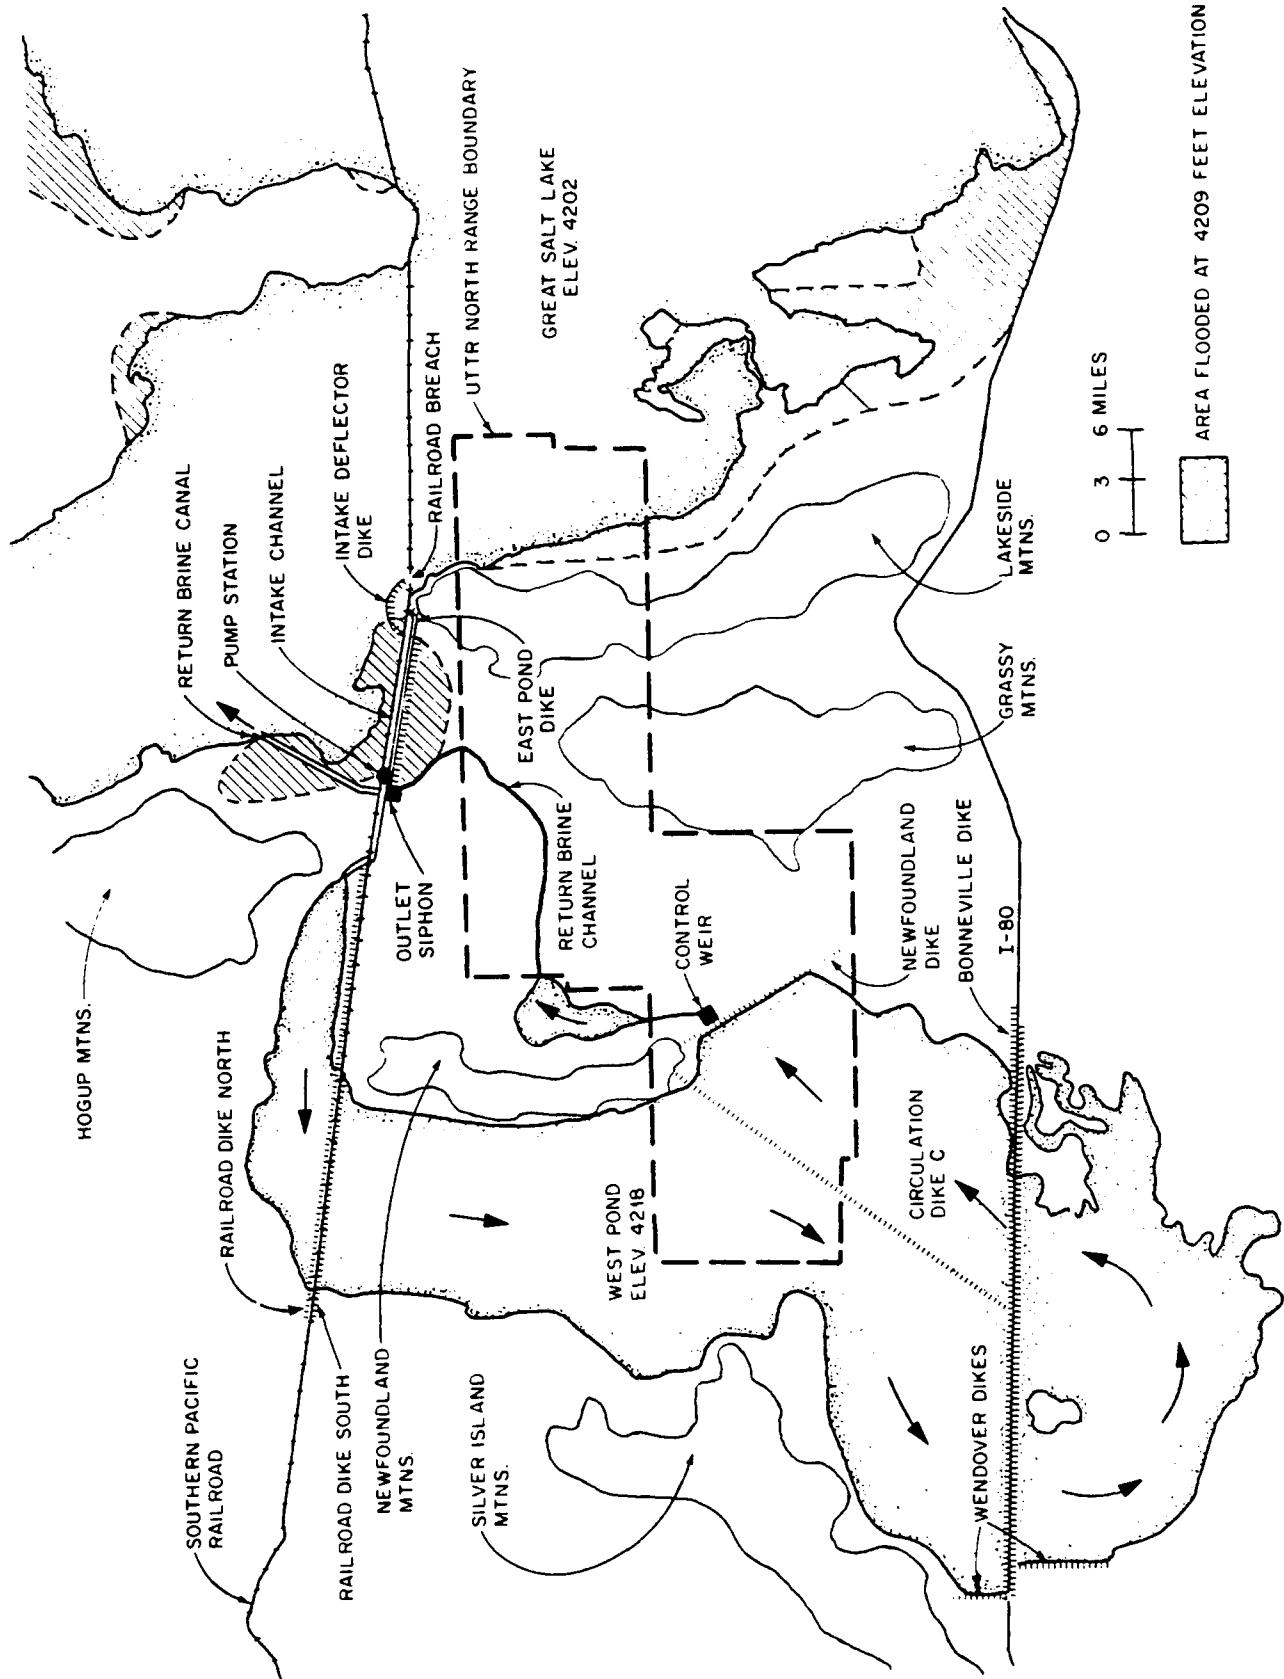 SOUTHERN PACIFIC
RAILROAD
RAILROAD DIKE NORTH
HOGUP MTNS.
RETURN BRINE CANAL
PUMP STATION
INTAKE CHANNEL
INTAKE DEFLECTOR
DIKE
RAILROAD BREACH
UTTR NORTH RANGE BOUNDARY
GREAT SALT LAKE
ELEV. 4202
RAILROAD DIKE SOUTH
NEWFOUNDLAND
MTNS.
SILVER ISLAND
MTNS.
OUTLET
SIPHON
EAST POND
DIKE
RETURN BRINE
CHANNEL
WEST POND
ELEV. 4218
CONTROL
WEIR
NEWFOUNDLAND
DIKE
BONNEVILLE DIKE
I-80
CIRCULATION
DIKE C
WENDOVER DIKES
GRASSY
MTNS.
LAKESIDE
MTNS.
0 3 6 MILES
AREA FLOODED AT 4209 FEET ELEVATION